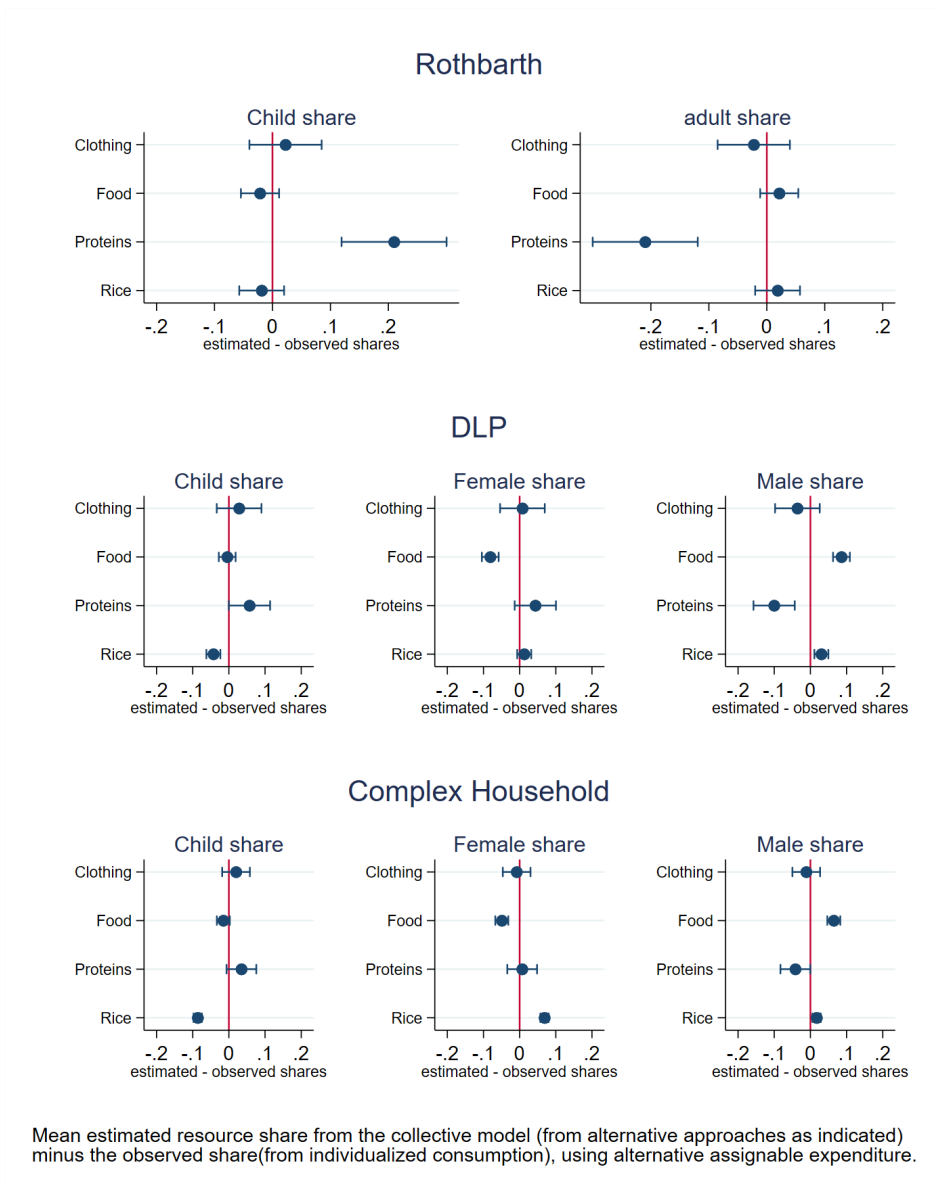 Rothbarth
Child share
Clothing
Food
Proteins
Rice
-.2 -.1 0 .1 .2
estimated - observed shares
adult share
Clothing
Food
Proteins
Rice
-.2 -.1 0 .1 .2
estimated - observed shares
DLP
Child share
Clothing
Food
Proteins
Rice
-.2 -.1 0 .1 .2
estimated - observed shares
Female share
Clothing
Food
Proteins
Rice
-.2 -.1 0 .1 .2
estimated - observed shares
Male share
Clothing
Food
Proteins
Rice
-.2 -.1 0 .1 .2
estimated - observed shares
Complex Household
Child share
Clothing
Food
Proteins
Rice
-.2 -.1 0 .1 .2
estimated - observed shares
Female share
Clothing
Food
Proteins
Rice
-.2 -.1 0 .1 .2
estimated - observed shares
Male share
Clothing
Food
Proteins
Rice
-.2 -.1 0 .1 .2
estimated - observed shares
Mean estimated resource share from the collective model (from alternative approaches as indicated)
minus the observed share(from individualized consumption), using alternative assignable expenditure.